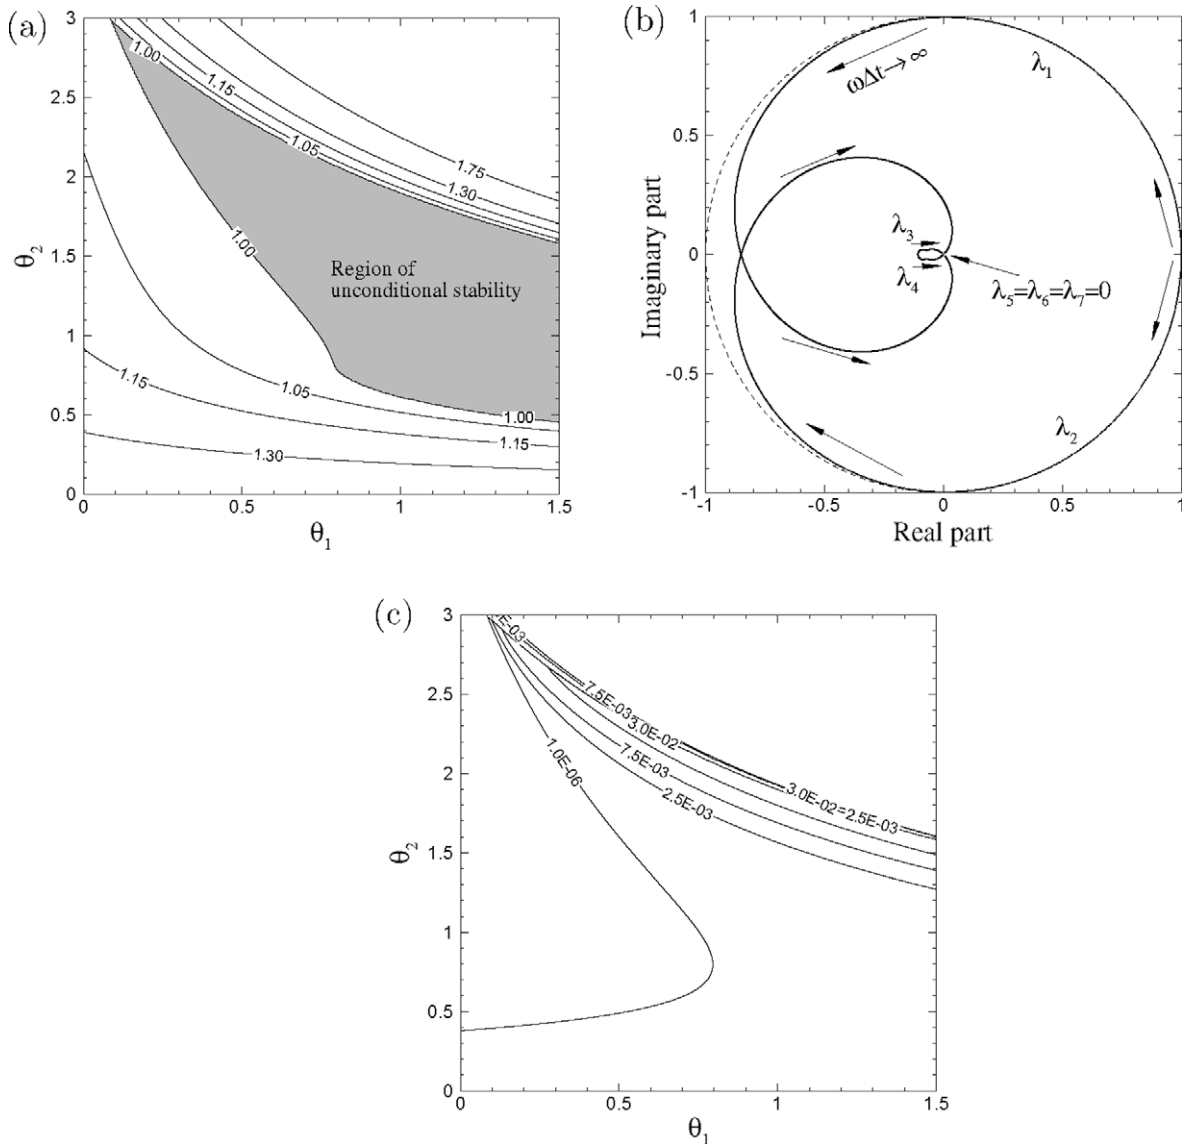 (a)
3
2.5
2
1.5
1
0.5
0
0
0.5
1
1.5
θ2
θ1
1.00
1.15
1.05
1.75
1.30
1.00
Region of
unconditional stability
1.05
1.15
1.00
1.15
1.30
(b)
1
0.5
0
-0.5
-1
-1
-0.5
0
0.5
1
Imaginary part
Real part
ωΔt→∞
λ1
λ3
λ4
λ5=λ6=λ7=0
λ2
(c)
3
2.5
2
1.5
1
0.5
0
0
0.5
1
1.5
θ2
θ1
E-03
7.5E-03
3.0E-02
7.5E-03
2.5E-03
1.0E-06
3.0E-02
2.5E-03